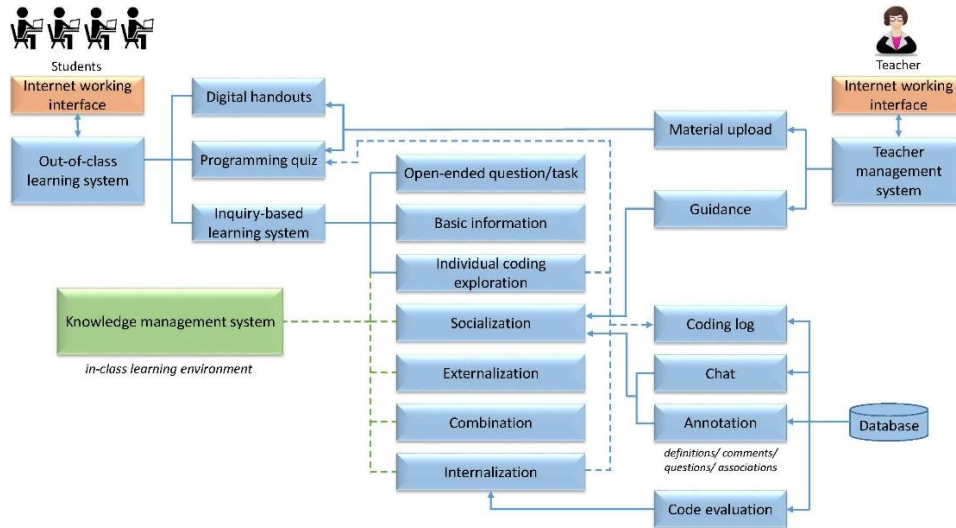 Students
Teacher
Internet working
interface
Internet working
interface
Digital handouts
Material upload
Out-of-class
learning system
Programming quiz
Teacher
management
system
Open-ended question/task
Inquiry-based
learning system
Basic information
Guidance
Individual coding
exploration
Knowledge management system
in-class learning environment
Socialization
Coding log
Externalization
Chat
Combination
Annotation
definitions/ comments/
questions/ associations
Database
Internalization
Code evaluation